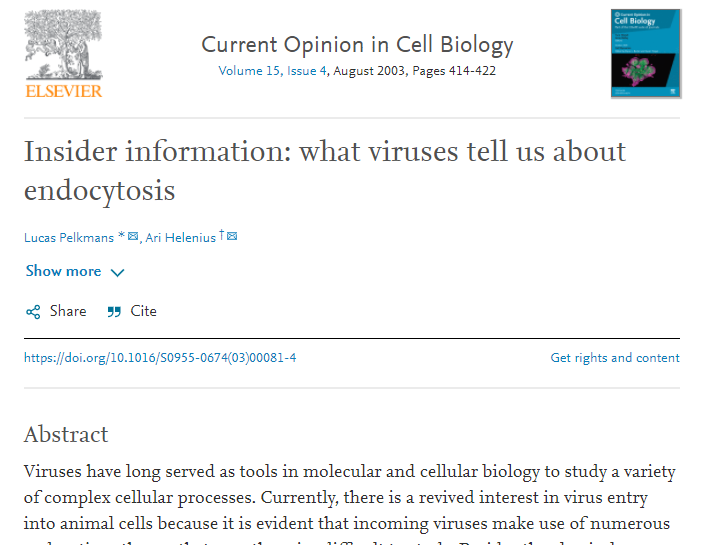 ELSEVIER
Current Opinion in Cell Biology
Volume 15, Issue 4, August 2003, Pages 414-422
Current Opinion in
Cell Biology
Insider information: what viruses tell us about
endocytosis
Lucas Pelkmans *, Ari Helenius †
Show more
Share Cite
https://doi.org/10.1016/S0955-0674(03)00081-4 Get rights and content
Abstract
Viruses have long served as tools in molecular and cellular biology to study a variety
of complex cellular processes. Currently, there is a revived interest in virus entry
into animal cells because it is evident that incoming viruses make use of numerous